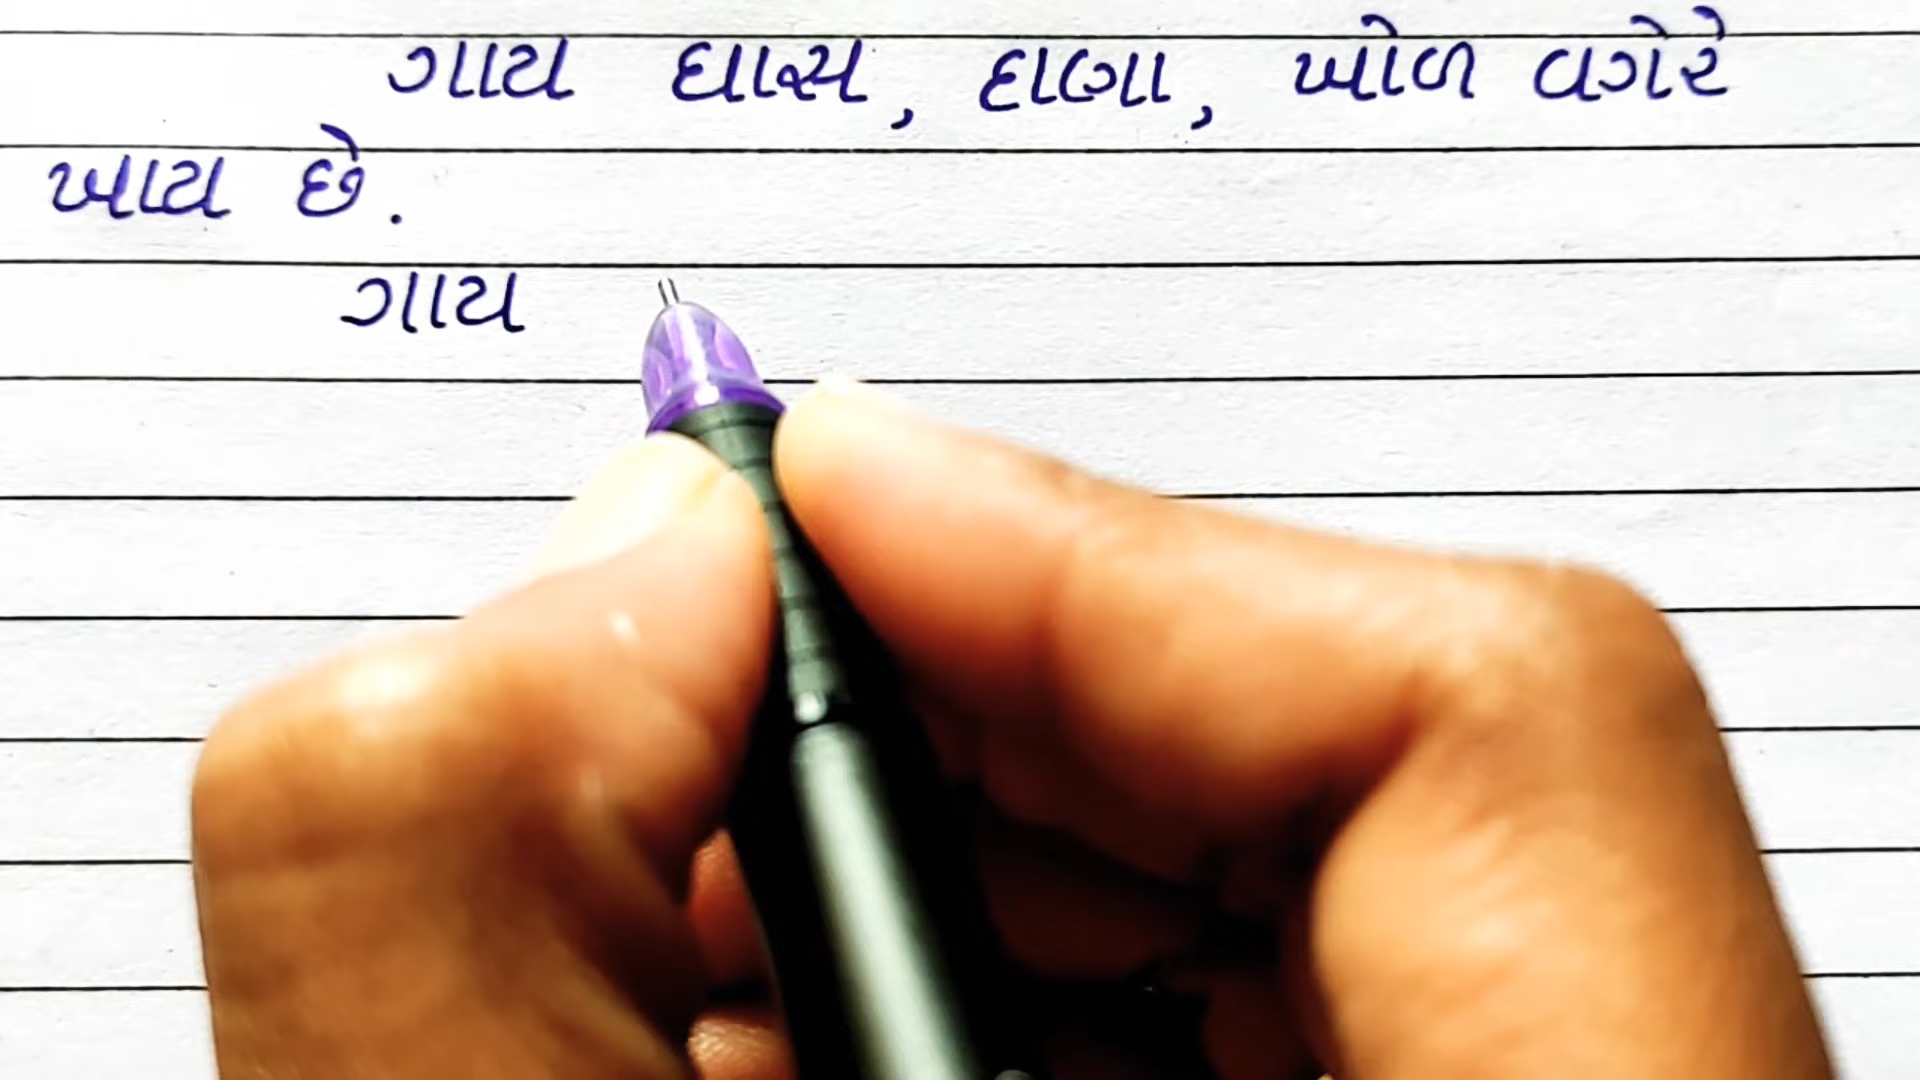 ગાય ઘાસ, દાણા, ખોળ વગેરે
ખાય છે.
ગાય